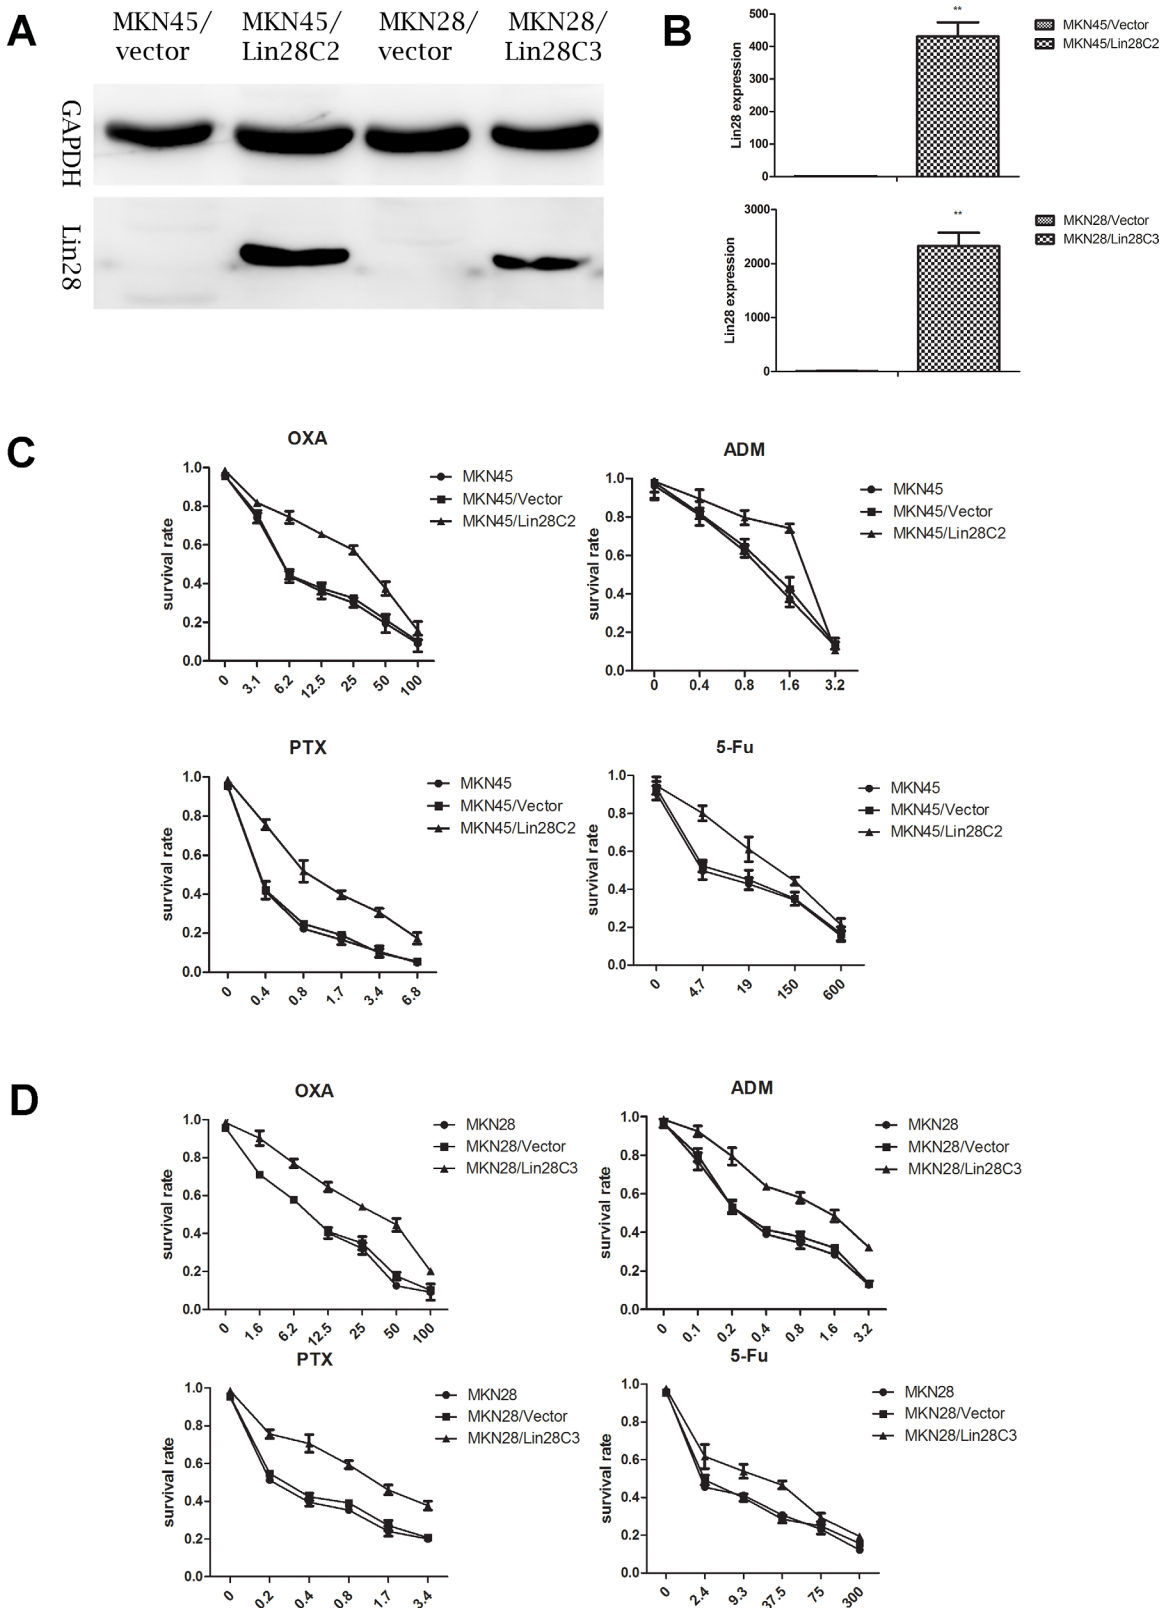 A
MKN45/ MKN45/ MKN28/ MKN28/
vector Lin28C2 vector Lin28C3
GAPDH
Lin28
B
500
400
300
200
100
0
Lin28 expression
**
MKN45/Vector
MKN45/Lin28C2
3000
2000
1000
0
Lin28 expression
**
MKN28/Vector
MKN28/Lin28C3
C
OXA
1.0
0.8
0.6
0.4
0.2
0.0
survival rate
0 3.1 6.2 12.5 25 50 100
MKN45
MKN45/Vector
MKN45/Lin28C2
ADM
1.0
0.8
0.6
0.4
0.2
0.0
survival rate
0 0.4 0.8 1.6 3.2
MKN45
MKN45/Vector
MKN45/Lin28C2
PTX
1.0
0.8
0.6
0.4
0.2
0.0
survival rate
0 0.4 0.8 1.7 3.4 6.8
MKN45
MKN45/Vector
MKN45/Lin28C2
5-Fu
1.0
0.8
0.6
0.4
0.2
0.0
survival rate
0 4.7 19 150 600
MKN45
MKN45/Vector
MKN45/Lin28C2
D
OXA
1.0
0.8
0.6
0.4
0.2
0.0
survival rate
0 1.6 6.2 12.5 25 50 100
MKN28
MKN28/Vector
MKN28/Lin28C3
ADM
1.0
0.8
0.6
0.4
0.2
0.0
survival rate
0 0.1 0.2 0.4 0.8 1.6 3.2
MKN28
MKN28/Vector
MKN28/Lin28C3
PTX
1.0
0.8
0.6
0.4
0.2
0.0
survival rate
0 0.2 0.4 0.8 1.7 3.4
MKN28
MKN28/Vector
MKN28/Lin28C3
5-Fu
1.0
0.8
0.6
0.4
0.2
0.0
survival rate
0 2.4 9.3 37.5 75 300
MKN28
MKN28/Vector
MKN28/Lin28C3